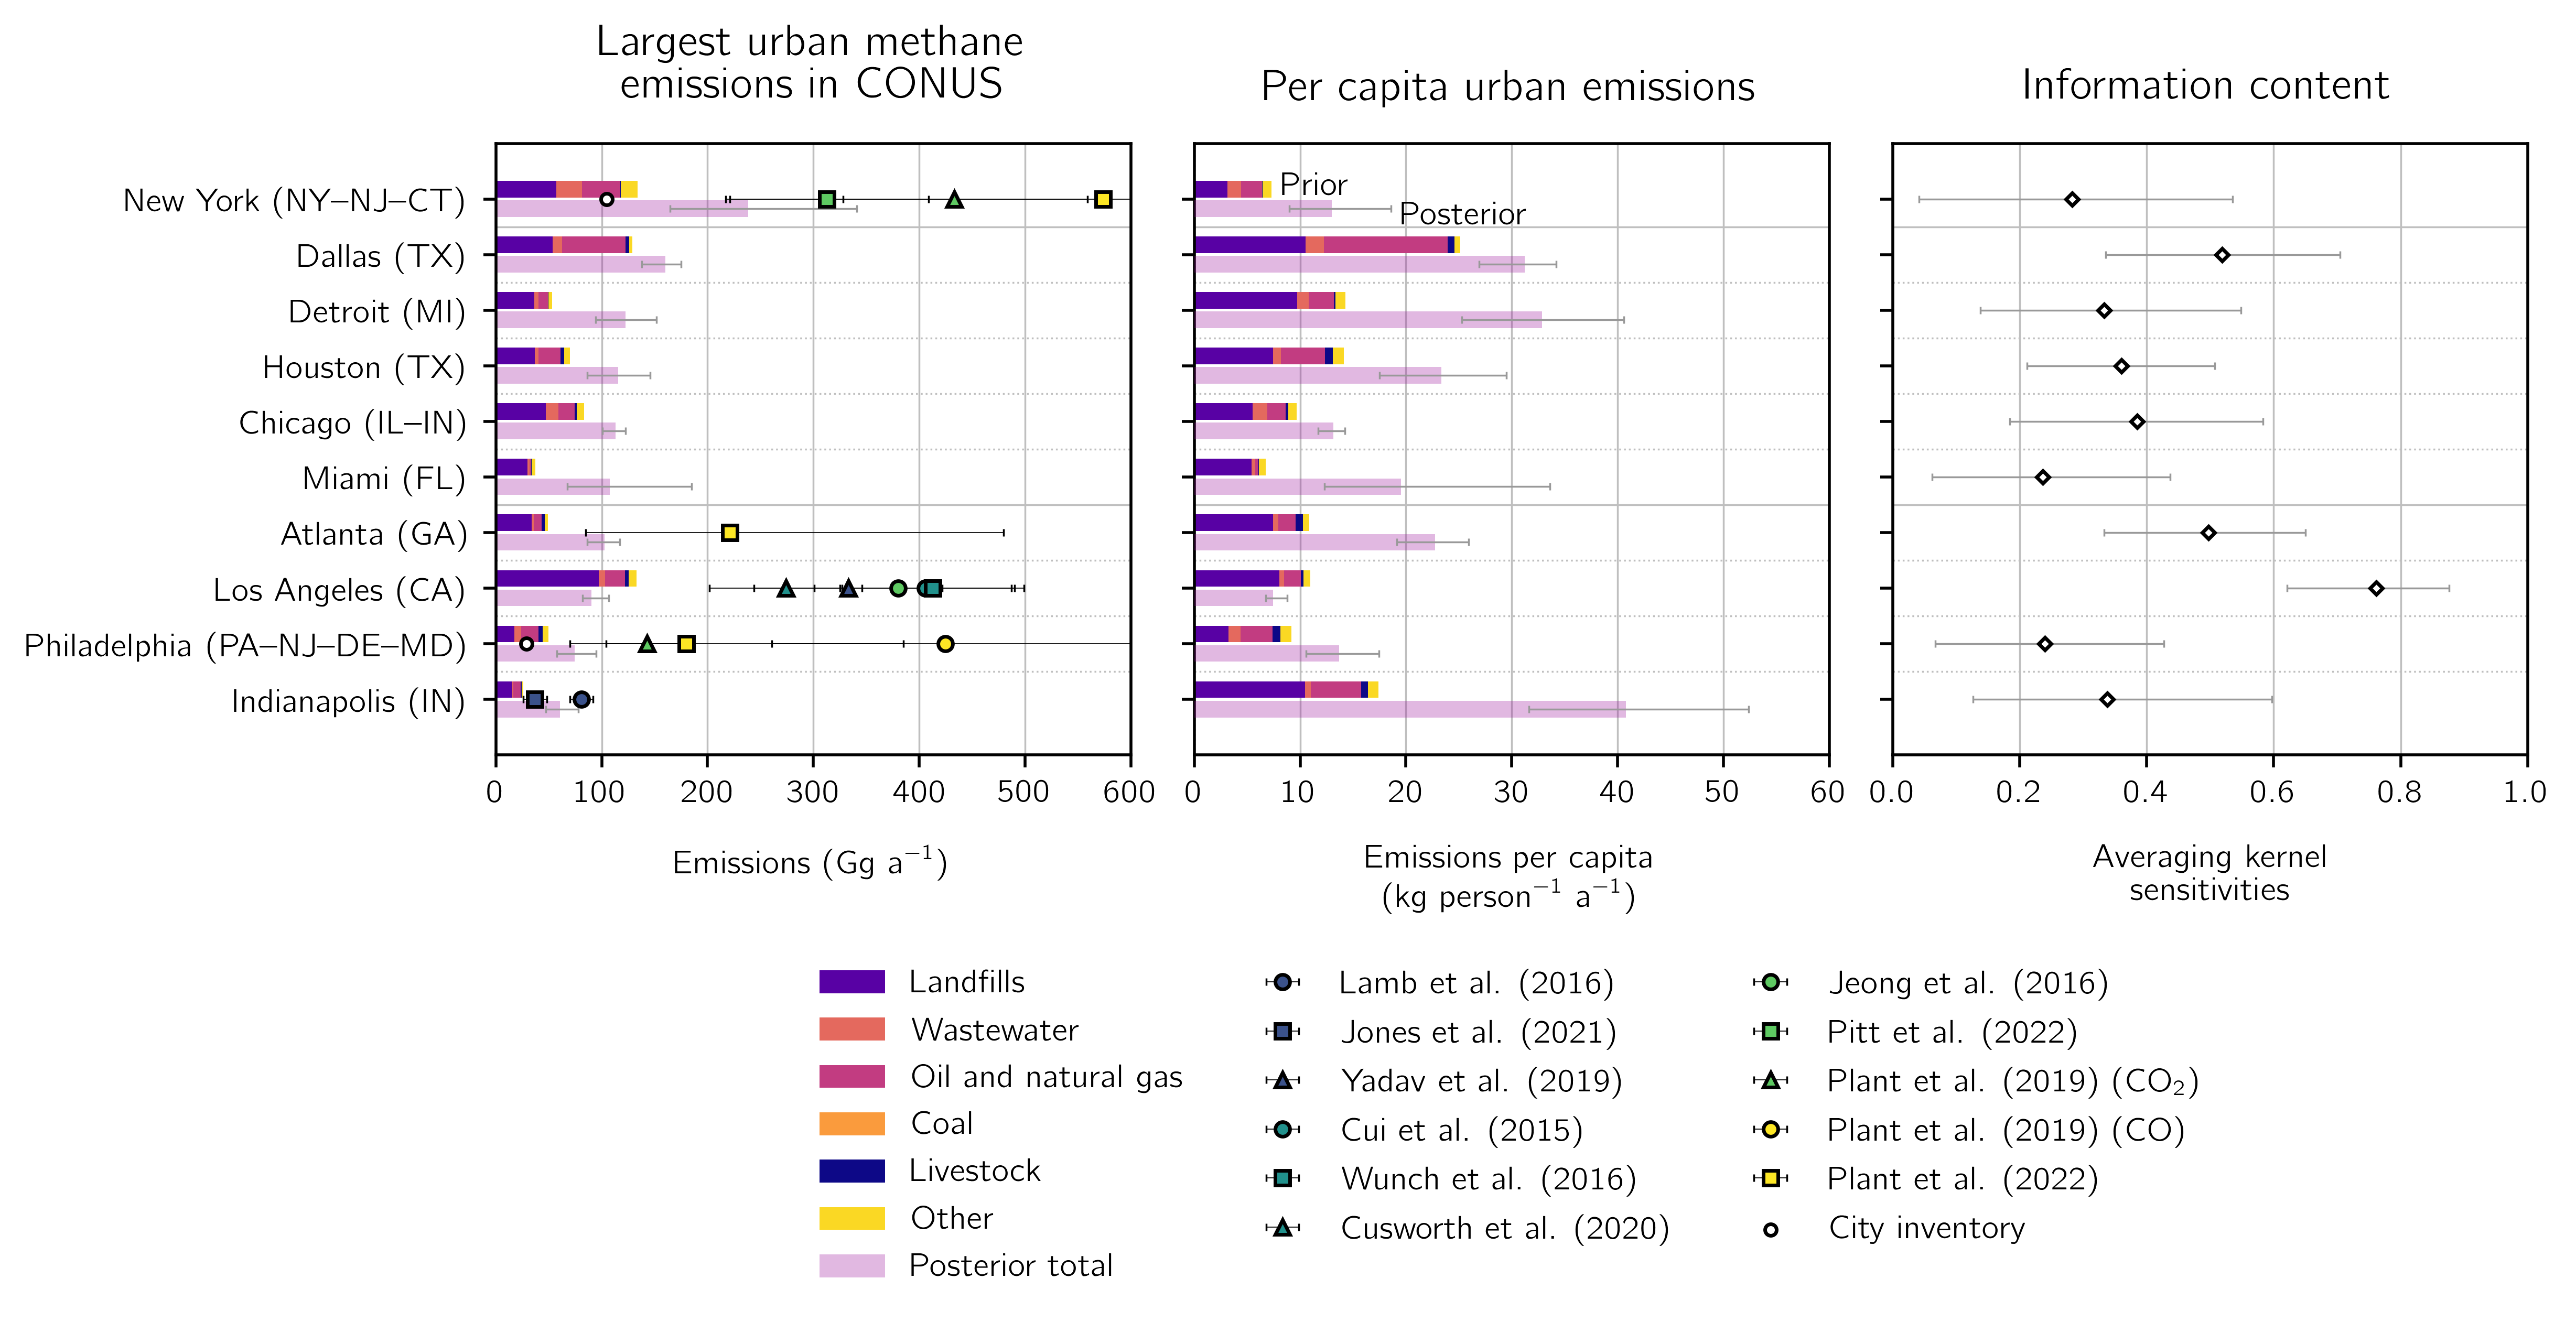 Largest urban methane
emissions in CONUS
Per capita urban emissions
Information content
New York (NY–NJ–CT)
Dallas (TX)
Detroit (MI)
Houston (TX)
Chicago (IL–IN)
Miami (FL)
Atlanta (GA)
Los Angeles (CA)
Philadelphia (PA–NJ–DE–MD)
Indianapolis (IN)
Prior
Posterior
0 100 200 300 400 500 600
0 10 20 30 40 50 60
0.0 0.2 0.4 0.6 0.8 1.0
Emissions (Gg a⁻¹)
Emissions per capita
(kg person⁻¹ a⁻¹)
Averaging kernel
sensitivities
Landfills
Wastewater
Oil and natural gas
Coal
Livestock
Other
Posterior total
Lamb et al. (2016)
Jones et al. (2021)
Yadav et al. (2019)
Cui et al. (2015)
Wunch et al. (2016)
Cusworth et al. (2020)
Jeong et al. (2016)
Pitt et al. (2022)
Plant et al. (2019) (CO₂)
Plant et al. (2019) (CO)
Plant et al. (2022)
City inventory